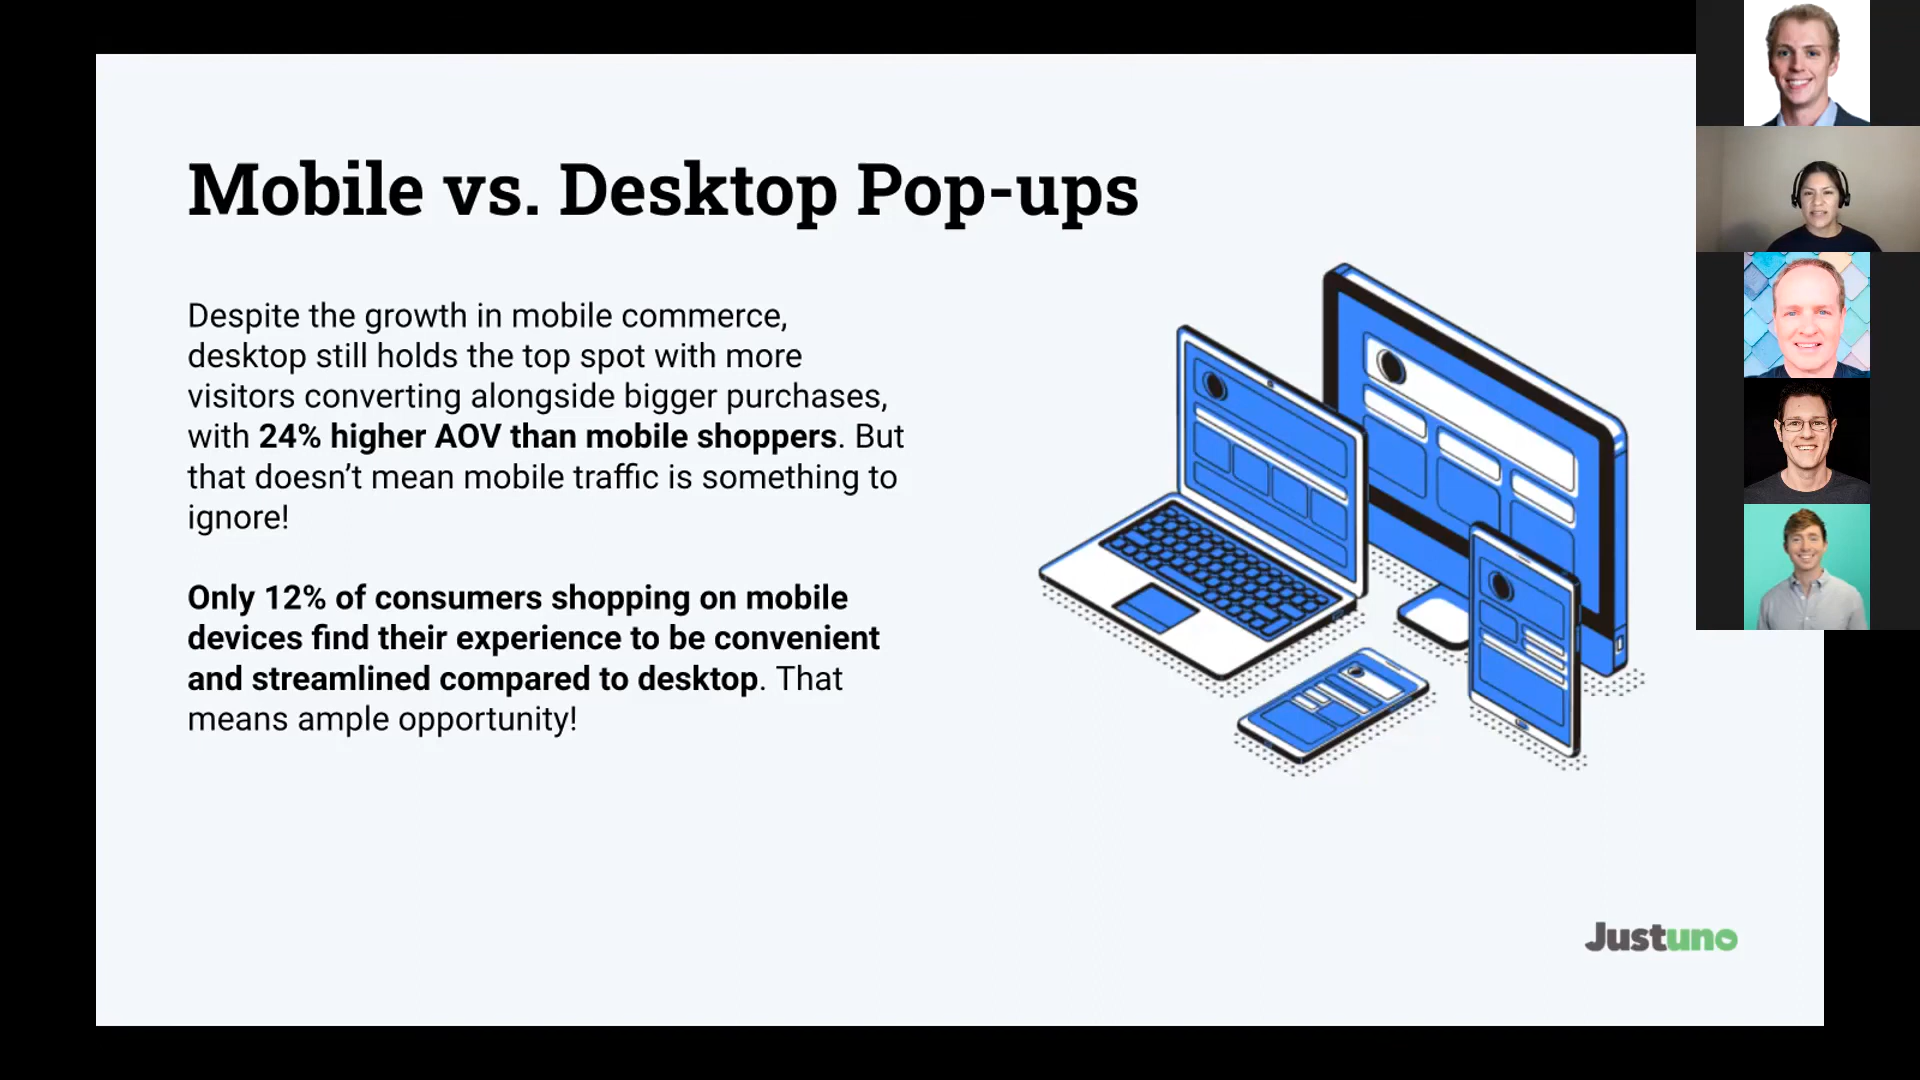 Mobile vs. Desktop Pop-ups
Despite the growth in mobile commerce,
desktop still holds the top spot with more
visitors converting alongside bigger purchases,
with 24% higher AOV than mobile shoppers. But
that doesn’t mean mobile traffic is something to
ignore!
Only 12% of consumers shopping on mobile
devices find their experience to be convenient
and streamlined compared to desktop. That
means ample opportunity!
Justuno